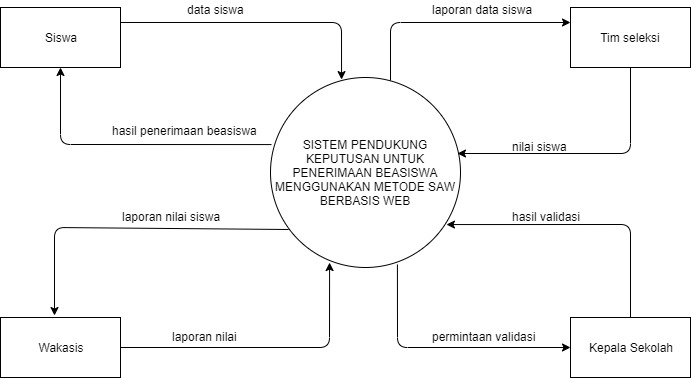 data siswa
laporan data siswa
Siswa
Tim seleksi
hasil penerimaan beasiswa
SISTEM PENDUKUNG
KEPUTUSAN UNTUK
PENERIMAAN BEASISWA
MENGGUNAKAN METODE SAW
BERBASIS WEB
nilai siswa
laporan nilai siswa
hasil validasi
laporan nilai
permintaan validasi
Wakasis
Kepala Sekolah